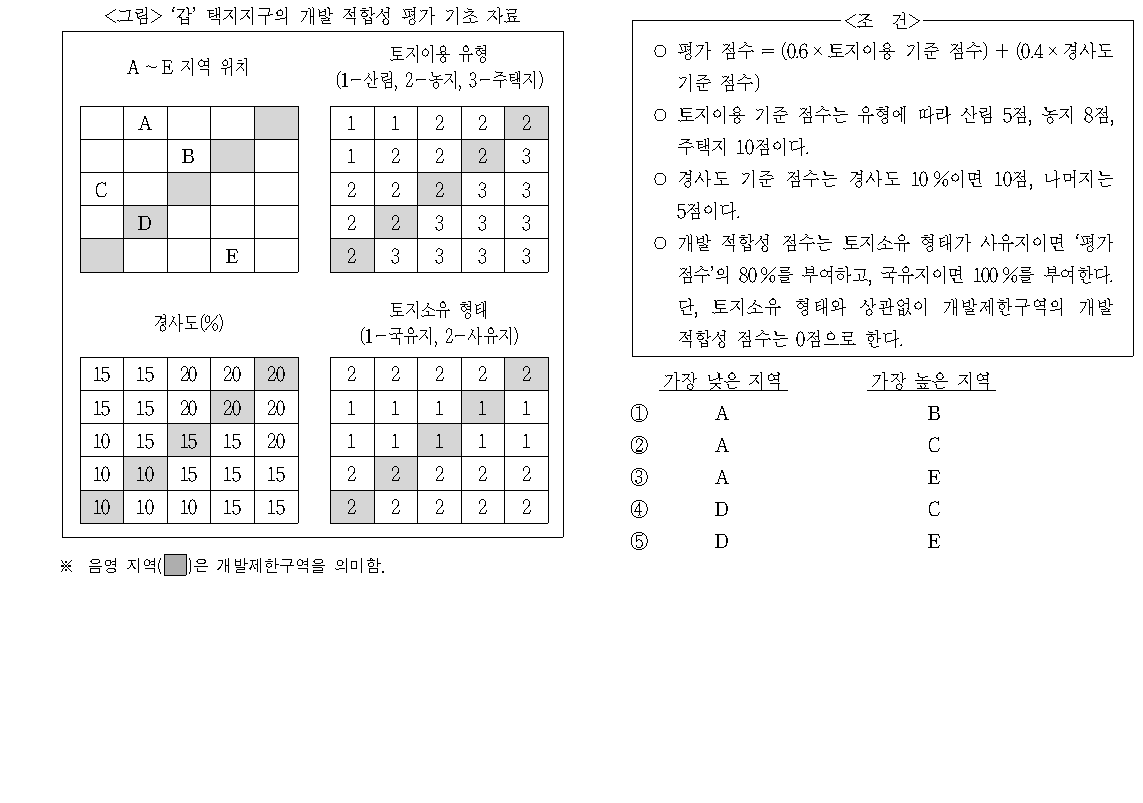 <그림> ‘갑’ 택지지구의 개발 적합성 평가 기초 자료
A ~ E 지역 위치
A
B
C
D
E
토지이용 유형
(1-산림, 2-농지, 3-주택지)
1 1 2 2 2
1 2 2 2 3
2 2 2 3 3
2 2 3 3 3
2 3 3 3 3
경사도(%)
15 15 20 20 20
15 15 20 20 20
10 15 15 15 20
10 10 15 15 15
10 10 10 15 15
토지소유 형태
(1-국유지, 2-사유지)
2 2 2 2 2
1 1 1 1 1
1 1 1 1 1
2 2 2 2 2
2 2 2 2 2
※ 음영 지역( )은 개발제한구역을 의미함.
<조 건>
○ 평가 점수 = (0.6 × 토지이용 기준 점수) + (0.4 × 경사도
기준 점수)
○ 토지이용 기준 점수는 유형에 따라 산림 5점, 농지 8점,
주택지 10점이다.
○ 경사도 기준 점수는 경사도 10 %이면 10점, 나머지는
5점이다.
○ 개발 적합성 점수는 토지소유 형태가 사유지이면 ‘평가
점수’의 80 %를 부여하고, 국유지이면 100 %를 부여한다.
단, 토지소유 형태와 상관없이 개발제한구역의 개발
적합성 점수는 0점으로 한다.
가장 낮은 지역 가장 높은 지역
① A B
② A C
③ A E
④ D C
⑤ D E